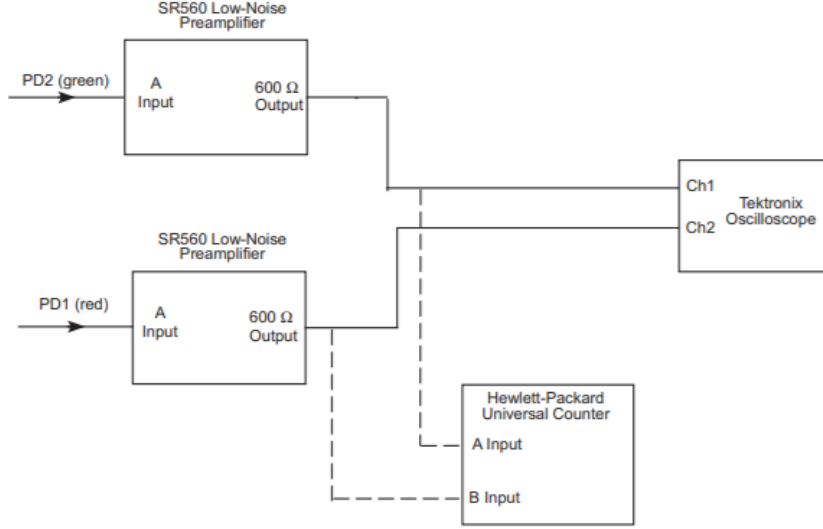 SR560 Low-Noise
Preamplifier
PD2 (green)
A
Input
600 Ω
Output
Ch1
Tektronix
Oscilloscope
Ch2
SR560 Low-Noise
Preamplifier
PD1 (red)
A
Input
600 Ω
Output
Hewlett-Packard
Universal Counter
A Input
B Input